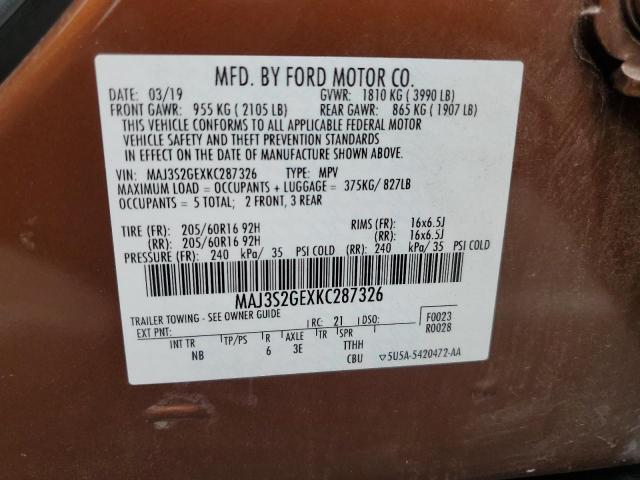 MFD. BY FORD MOTOR CO.
DATE: 03/19 GVWR: 1810 KG ( 3990 LB)
FRONT GAWR: 955 KG ( 2105 LB) REAR GAWR: 865 KG ( 1907 LB)
THIS VEHICLE CONFORMS TO ALL APPLICABLE FEDERAL MOTOR
VEHICLE SAFETY AND THEFT PREVENTION STANDARDS
IN EFFECT ON THE DATE OF MANUFACTURE SHOWN ABOVE.
VIN: MAJ3S2GEXKC287326 TYPE: MPV
MAXIMUM LOAD = OCCUPANTS + LUGGAGE = 375KG/ 827LB
OCCUPANTS = 5 TOTAL; 2 FRONT, 3 REAR
TIRE (FR): 205/60R16 92H RIMS (FR): 16x6.5J
(RR): 205/60R16 92H (RR): 16x6.5J
PRESSURE (FR): 240 kPa/ 35 PSI COLD (RR): 240 kPa/ 35 PSI COLD
MAJ3S2GEXKC287326
TRAILER TOWING - SEE OWNER GUIDE F0023
EXT PNT: RC: 21 DSO: R0028
INT TR TP/PS R AXLE TR SPR
NB 6 3E TTHH
CBU ▽5U5A-5420472-AA